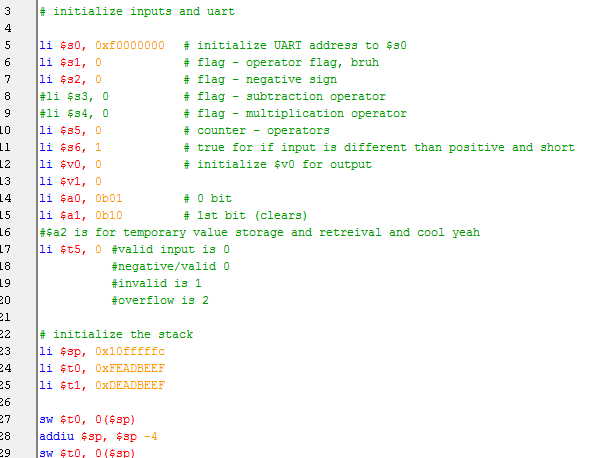 3 # initialize inputs and uart
4
5 li $s0, 0xf0000000 # initialize UART address to $s0
6 li $s1, 0 # flag - operator flag, bruh
7 li $s2, 0 # flag - negative sign
8 #li $s3, 0 # flag - subtraction operator
9 #li $s4, 0 # flag - multiplication operator
10 li $s5, 0 # counter - operators
11 li $s6, 1 # true for if input is different than positive and short
12 li $v0, 0 # initialize $v0 for output
13 li $v1, 0
14 li $a0, 0b01 # 0 bit
15 li $a1, 0b10 # 1st bit (clears)
16 #$a2 is for temporary value storage and retreival and cool yeah
17 li $t5, 0 #valid input is 0
18 #negative/valid 0
19 #invalid is 1
20 #overflow is 2
21
22 # initialize the stack
23 li $sp, 0x10fffffc
24 li $t0, 0xFEADBEEF
25 li $t1, 0xDEADBEEF
26
27 sw $t0, 0($sp)
28 addiu $sp, $sp -4
29 sw $t0, 0($sp)